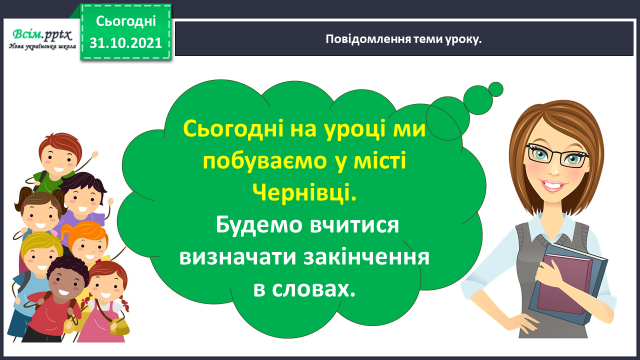 Всім.pptx
Нова українська школа
Сьогодні
31.10.2021
Повідомлення теми уроку.
Сьогодні на уроці ми
побуваємо у місті
Чернівці.
Будемо вчитися
визначати закінчення
в словах.